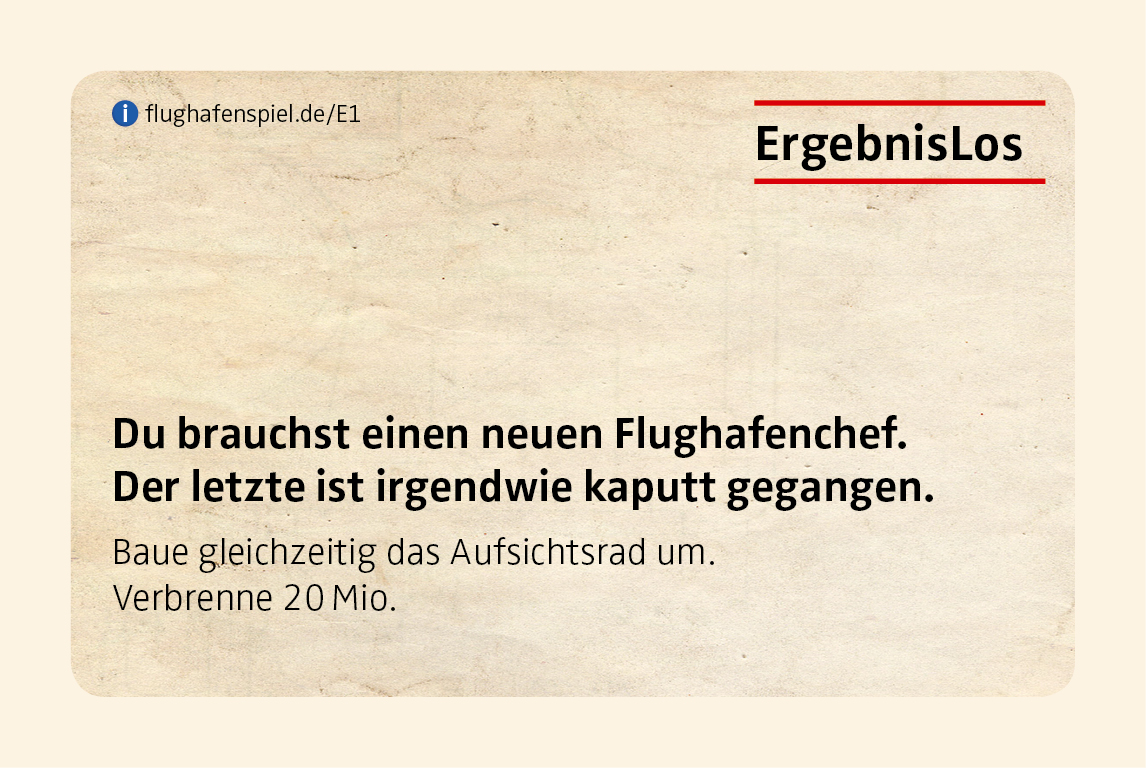 i flughafenspiel.de/E1
ErgebnisLos
Du brauchst einen neuen Flughafenchef.
Der letzte ist irgendwie kaputt gegangen.
Baue gleichzeitig das Aufsichtsrad um.
Verbrenne 20 Mio.